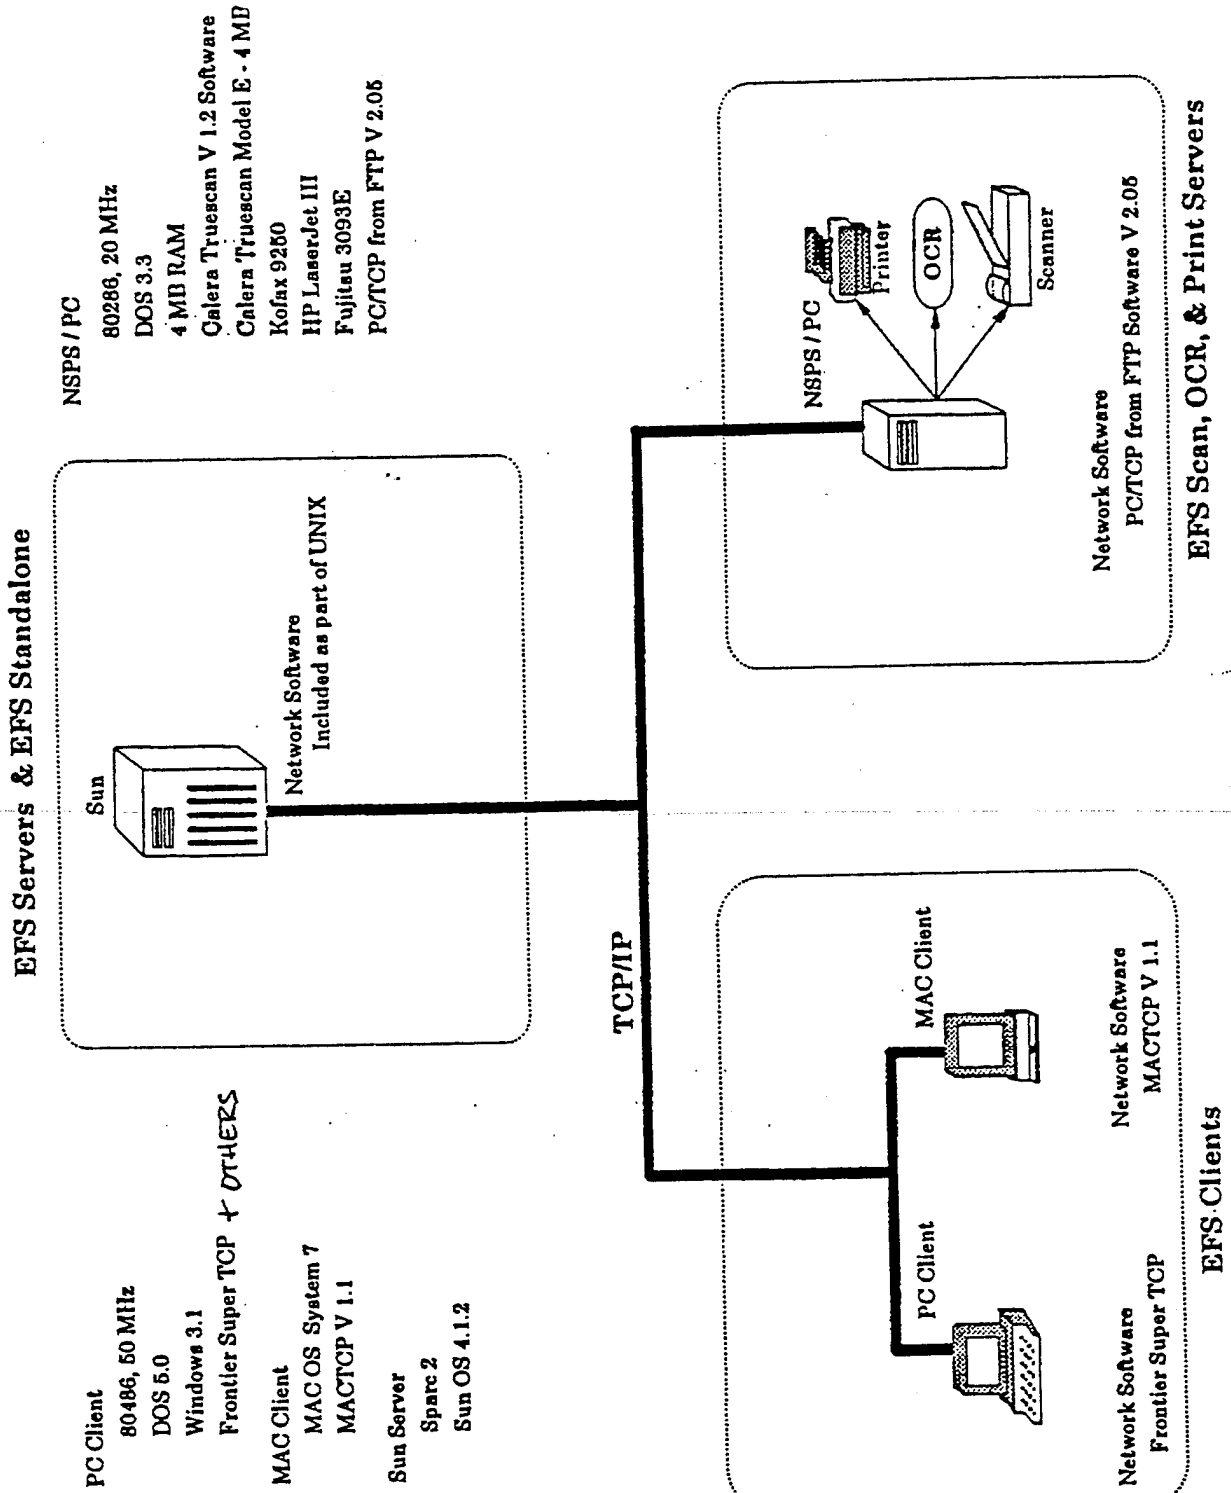 EFS Servers & EFS Standalone
PC Client
80486, 50 MHz
DOS 5.0
Windows 3.1
Frontier Super TCP + OTHERS
MAC Client
MAC OS System 7
MACTCP V 1.1
Sun Server
Sparc 2
Sun OS 4.1.2
Sun
Network Software
Included as part of UNIX
NSPS / PC
80286, 20 MHz
DOS 3.3
4 MB RAM
Calera Truescan V 1.2 Software
Calera Truescan Model E - 4 MB
Kofax 9250
HP LaserJet III
Fujitsu 3093E
PC/TCP from FTP V 2.05
TCP/IP
PC Client
MAC Client
Network Software
Frontier Super TCP
Network Software
MACTCP V 1.1
EFS Clients
NSPS / PC
Printer
OCR
Scanner
Network Software
PC/TCP from FTP Software V 2.05
EFS Scan, OCR, & Print Servers